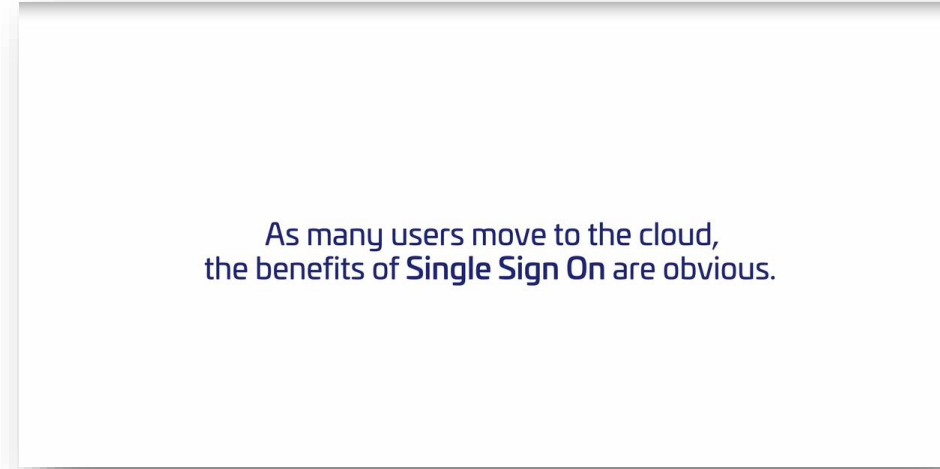 As many users move to the cloud,
the benefits of Single Sign On are obvious.